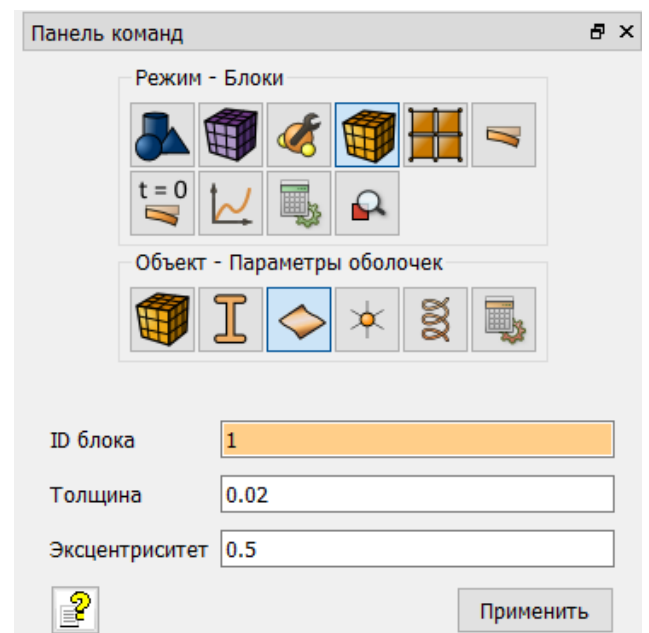 Панель команд
Режим - Блоки
t = 0
Объект - Параметры оболочек
ID блока 1
Толщина 0.02
Эксцентриситет 0.5
Применить